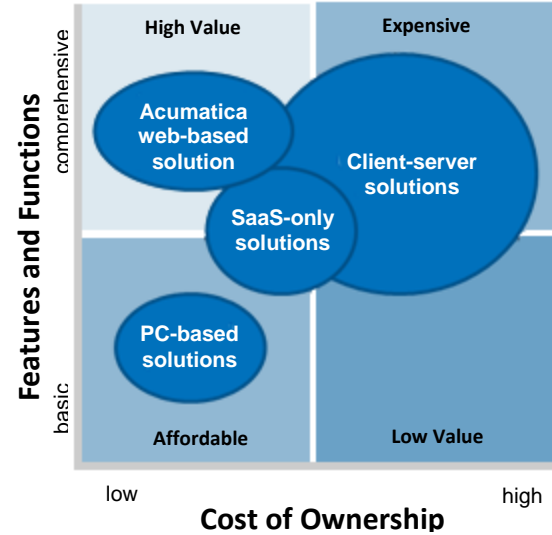 High Value
Expensive
Features and Functions
comprehensive
basic
Acumatica
web-based
solution
Client-server
solutions
SaaS-only
solutions
PC-based
solutions
Affordable
Low Value
low
high
Cost of Ownership